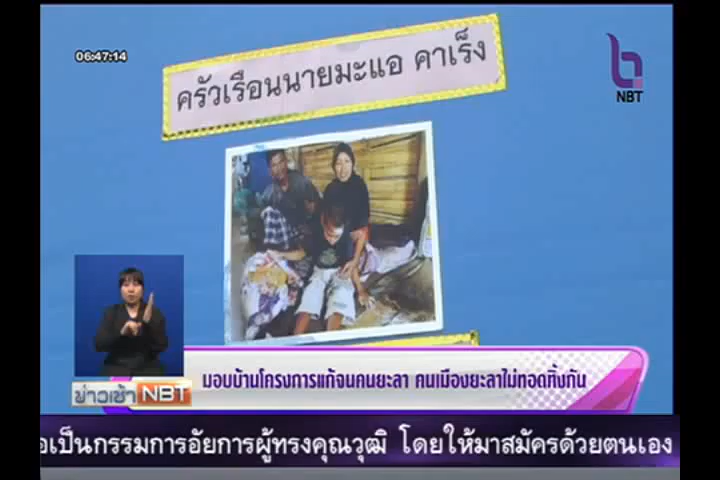 06:47:14
ครัวเรือนนายมะแอ คาเร็ง
NBT
มอบบ้านโครงการแก้จนคนยะลา คนเมืองยะลาไม่ทอดทิ้งกัน
ข่าวเช้า NBT
อเป็นกรรมการอัยการผู้ทรงคุณวุฒิ โดยให้มาสมัครด้วยตนเอง